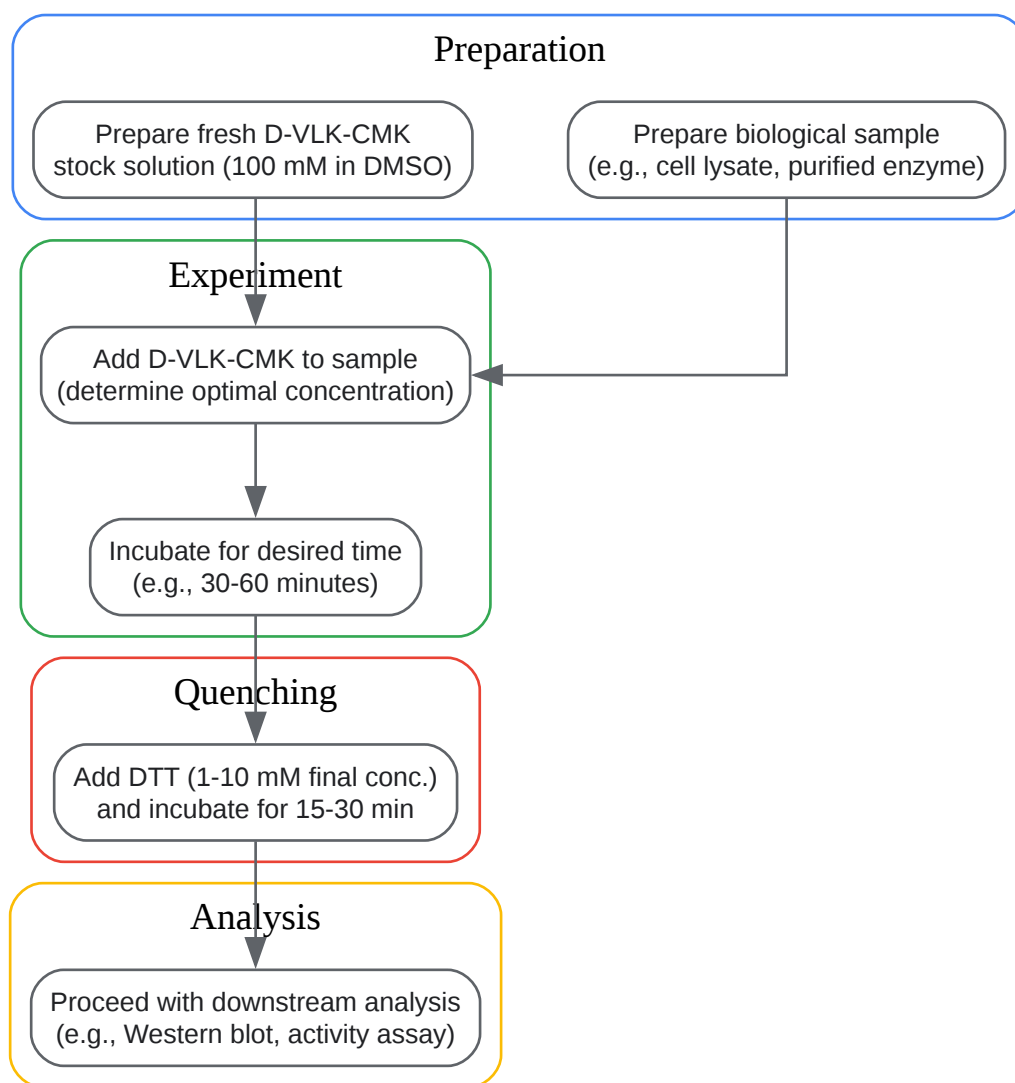 Preparation
Prepare fresh D-VLK-CMK
stock solution (100 mM in DMSO)
Prepare biological sample
(e.g., cell lysate, purified enzyme)
Experiment
Add D-VLK-CMK to sample
(determine optimal concentration)
Incubate for desired time
(e.g., 30-60 minutes)
Quenching
Add DTT (1-10 mM final conc.)
and incubate for 15-30 min
Analysis
Proceed with downstream analysis
(e.g., Western blot, activity assay)